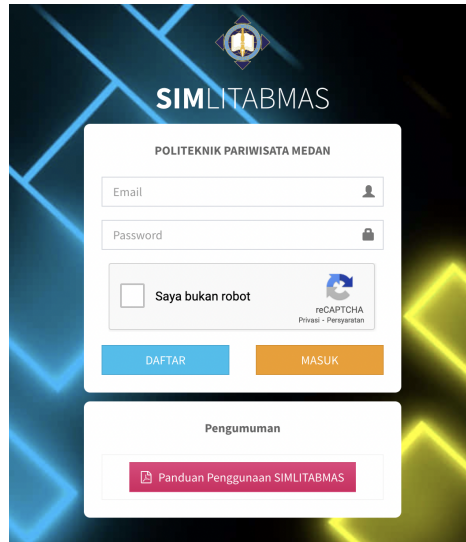 SIMLITABMAS
POLITEKNIK PARIWISATA MEDAN
Email
Password
Saya bukan robot
reCAPTCHA
Privasi - Persyaratan
DAFTAR
MASUK
Pengumuman
Panduan Penggunaan SIMLITABMAS